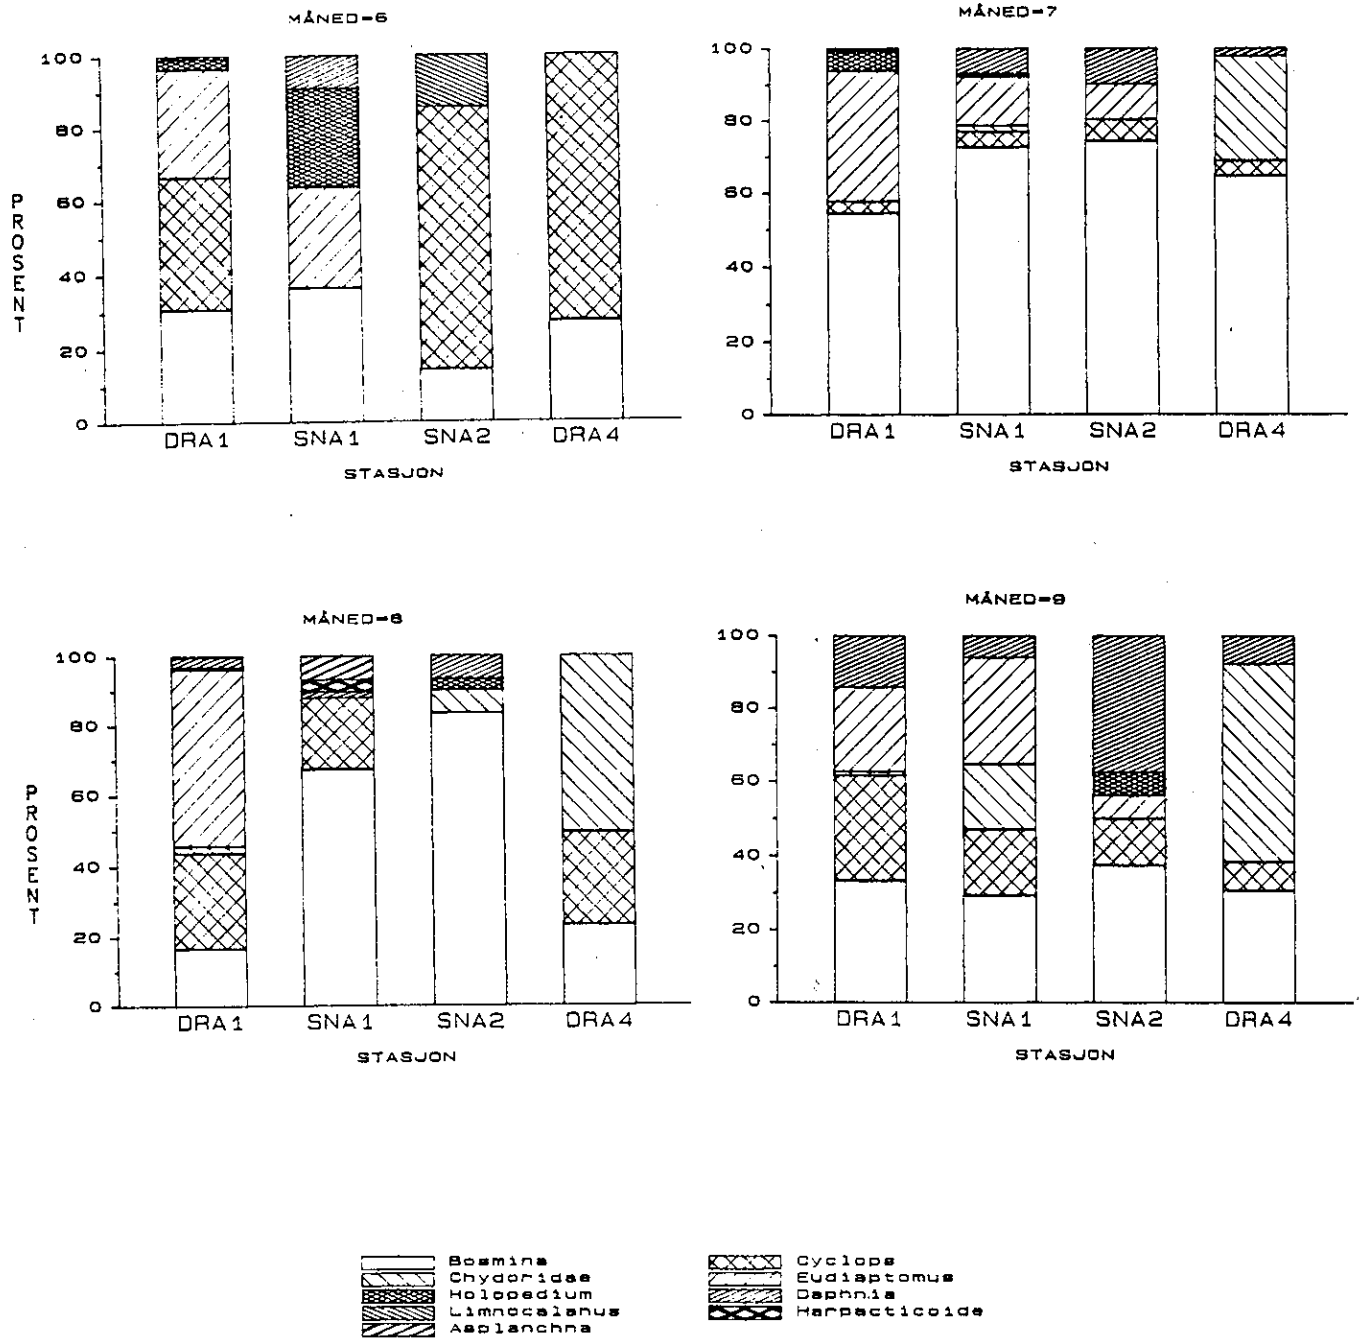 MÅNED=6
100
80
60
40
20
0
PROSENT
DRA1 SNA1 SNA2 DRA4
STASJON
MÅNED=7
100
80
60
40
20
0
DRA1 SNA1 SNA2 DRA4
STASJON
MÅNED=8
100
80
60
40
20
0
PROSENT
DRA1 SNA1 SNA2 DRA4
STASJON
MÅNED=9
100
80
60
40
20
0
DRA1 SNA1 SNA2 DRA4
STASJON
Bosmina Cyclops
Chydoridae Eudiaptomus
Holopedium Daphnia
Limnocalanus Harpacticoide
Asplanchna